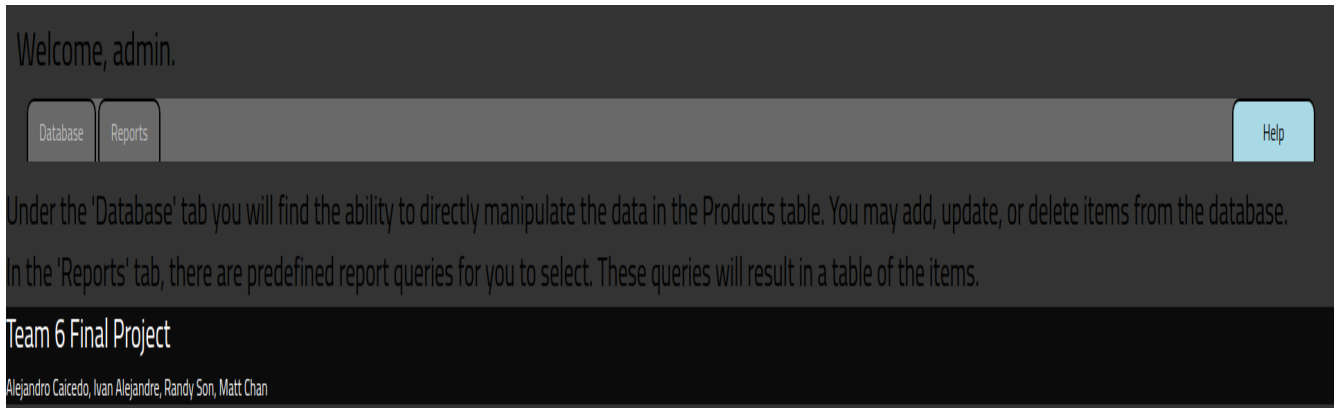 Welcome, admin.
Database Reports Help
Under the 'Database' tab you will find the ability to directly manipulate the data in the Products table. You may add, update, or delete items from the database.
In the 'Reports' tab, there are predefined report queries for you to select. These queries will result in a table of the items.
Team 6 Final Project
Alejandro Caicedo, Ivan Alejandre, Randy Son, Matt Chan